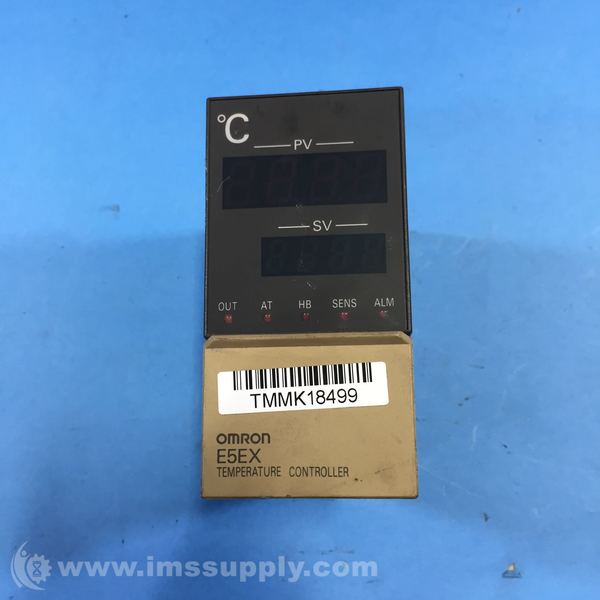 °C
PV
SV
OUT AT HB SENS ALM
TMMK18499
OMRON
E5EX
TEMPERATURE CONTROLLER
www.imssupply.com